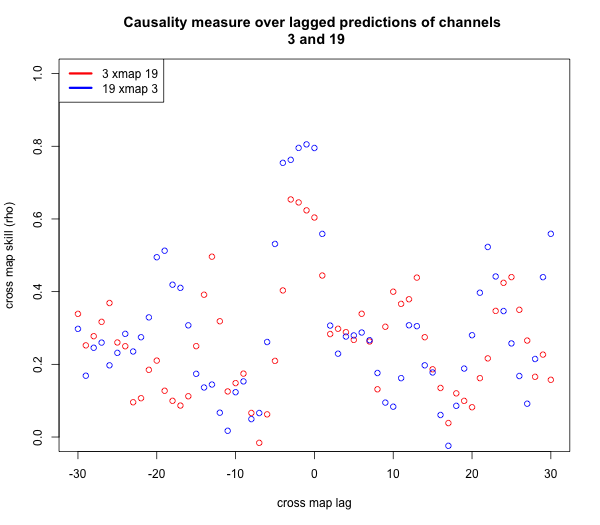 Causality measure over lagged predictions of channels
3 and 19
3 xmap 19
19 xmap 3
cross map skill (rho)
1.0
0.8
0.6
0.4
0.2
0.0
-30 -20 -10 0 10 20 30
cross map lag